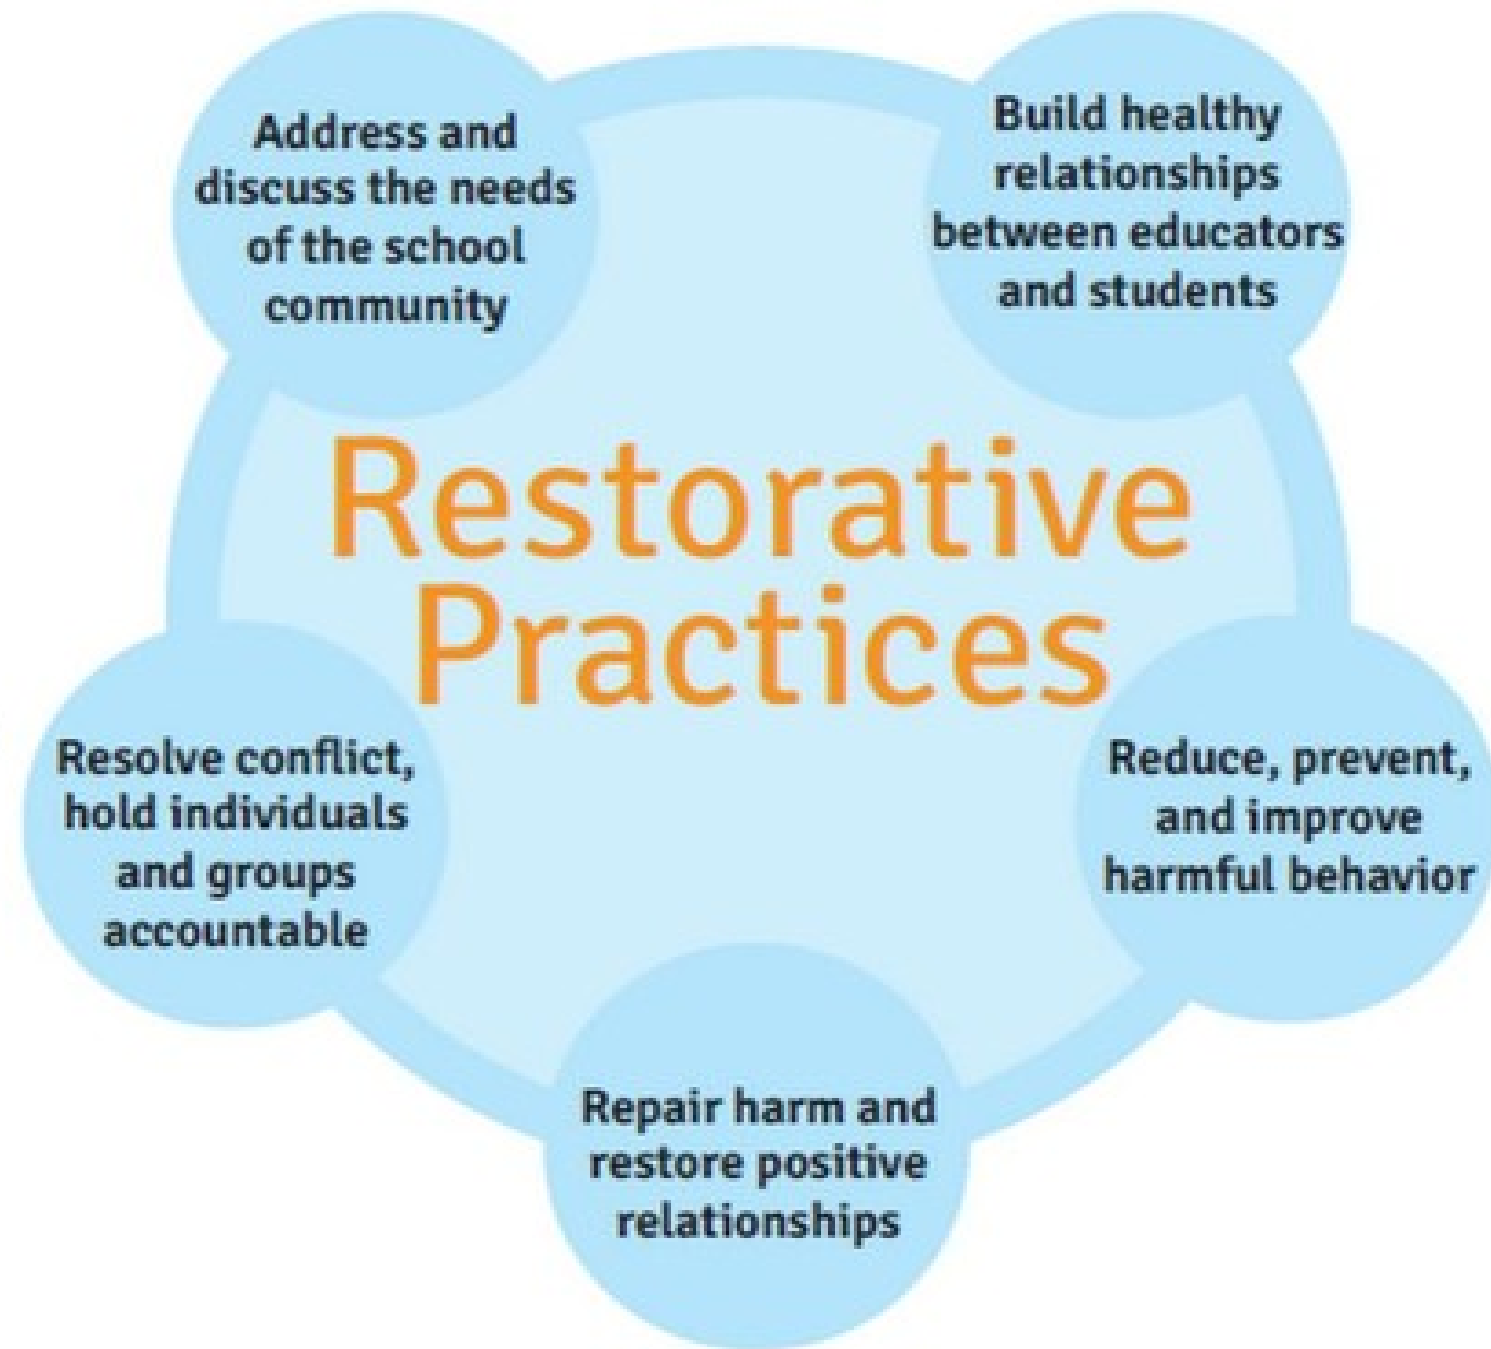 Address and
discuss the needs
of the school
community
Build healthy
relationships
between educators
and students
Restorative
Practices
Resolve conflict,
hold individuals
and groups
accountable
Reduce, prevent,
and improve
harmful behavior
Repair harm and
restore positive
relationships